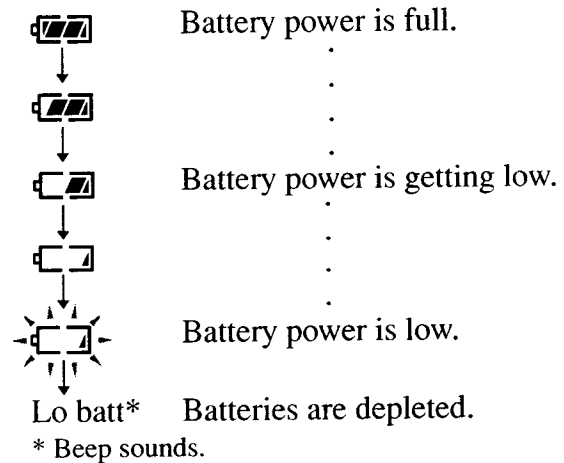 Battery power is full.
Battery power is getting low.
Battery power is low.
Lo batt* Batteries are depleted.
* Beep sounds.